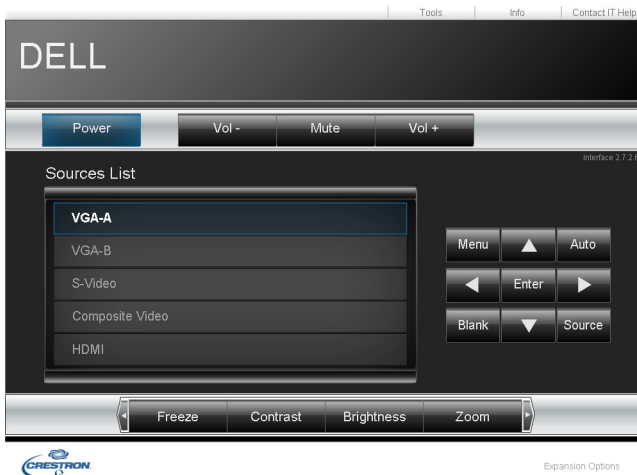 Tools Info Contact IT Help
DELL
Power Vol - Mute Vol +
Interface 2.7.2.
Sources List
VGA-A
VGA-B
S-Video
Composite Video
HDMI
Menu Auto
Enter
Blank Source
Freeze Contrast Brightness Zoom
CRESTRON
Expansion Options